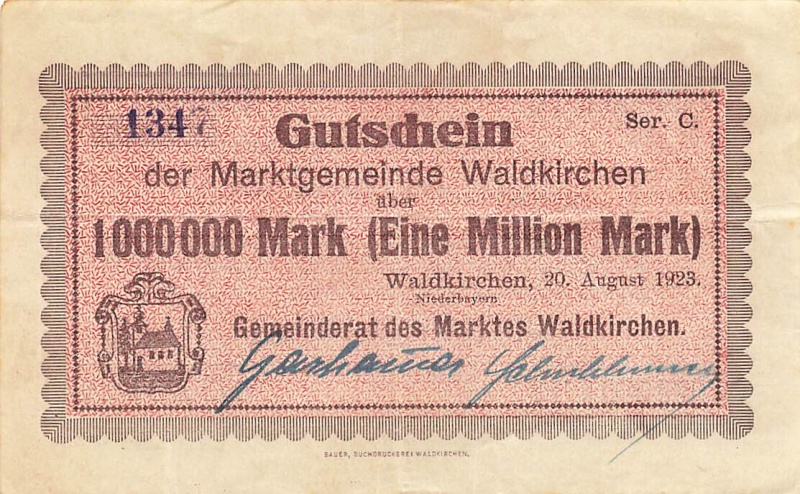 1347
Gutschein
Ser. C.
der Marktgemeinde Waldkirchen
über
1000000 Mark (Eine Million Mark)
Waldkirchen, 20. August 1923.
Niederbayern
Gemeinderat des Marktes Waldkirchen.
BAUER, BUCHDRUCKEREI WALDKIRCHEN.